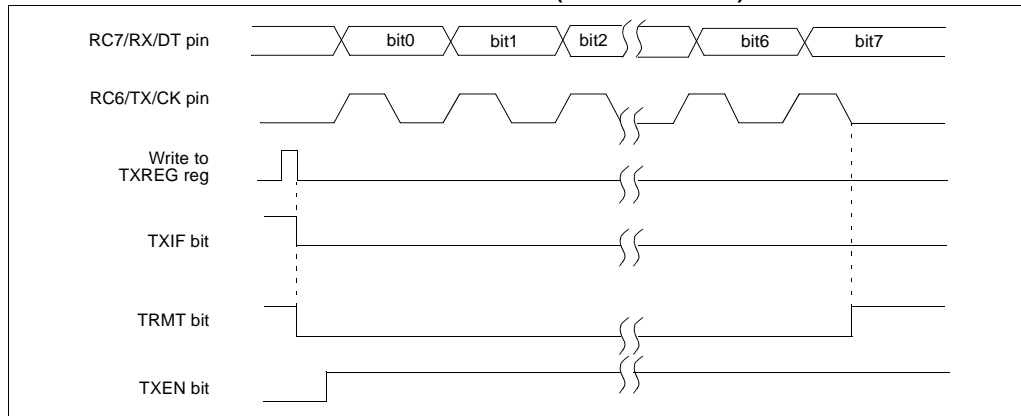 RC7/RX/DT pin
bit0
bit1
bit2
bit6
bit7
RC6/TX/CK pin
Write to
TXREG reg
TXIF bit
TRMT bit
TXEN bit